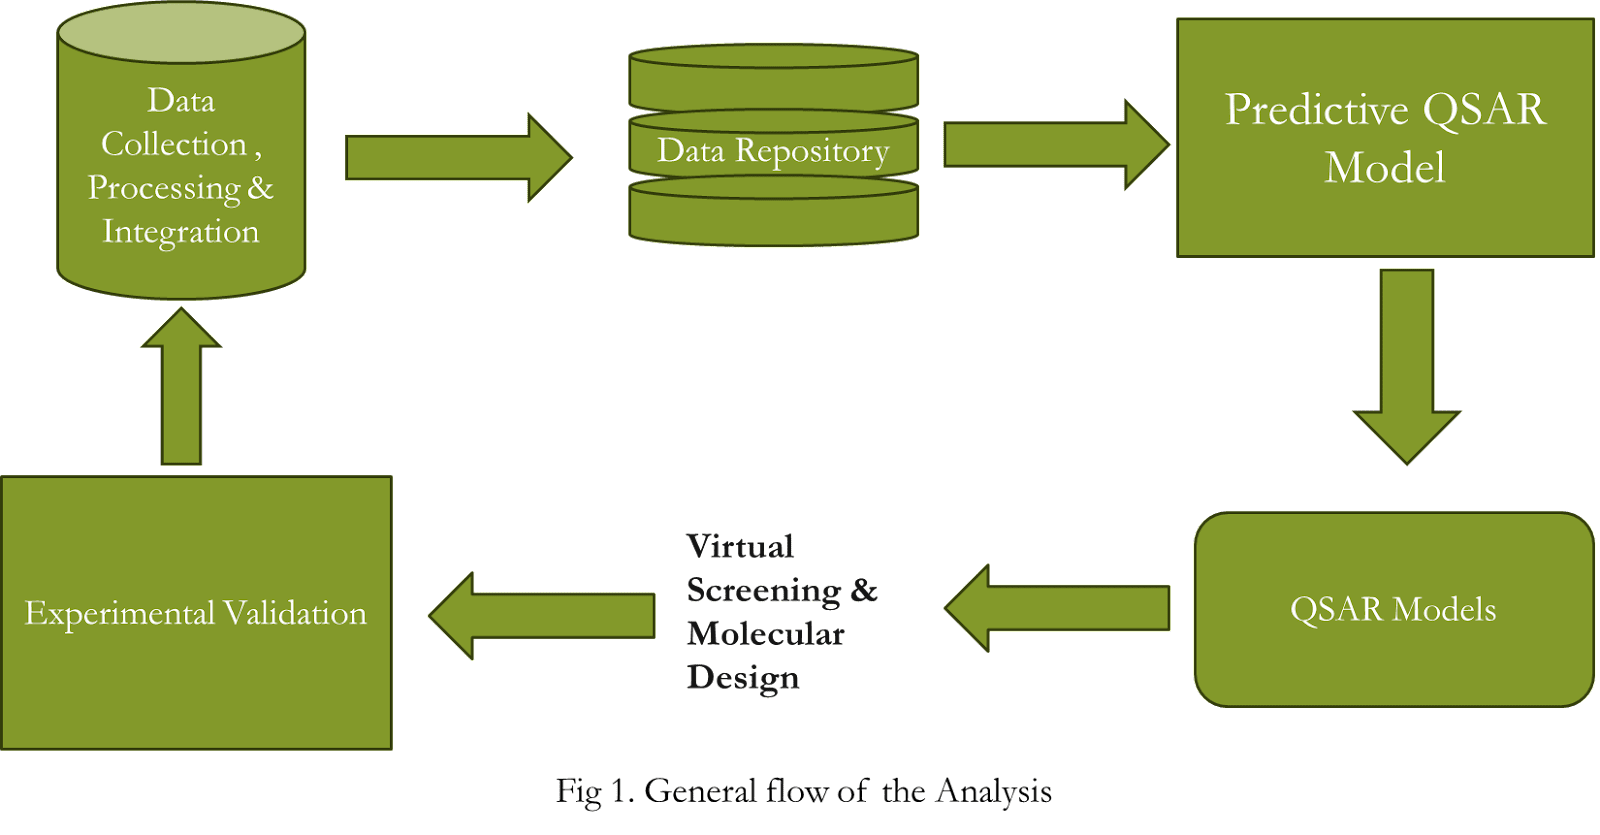 Data
Collection ,
Processing &
Integration
Data Repository
Predictive QSAR
Model
Experimental Validation
Virtual
Screening &
Molecular
Design
QSAR Models
Fig 1. General flow of the Analysis